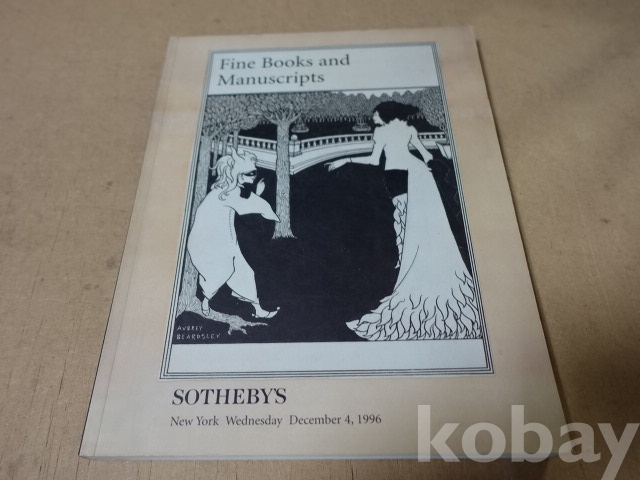 Fine Books and
Manuscripts
AUBREY
BEARDSLEY
SOTHEBY'S
New York Wednesday December 4, 1996
kobay